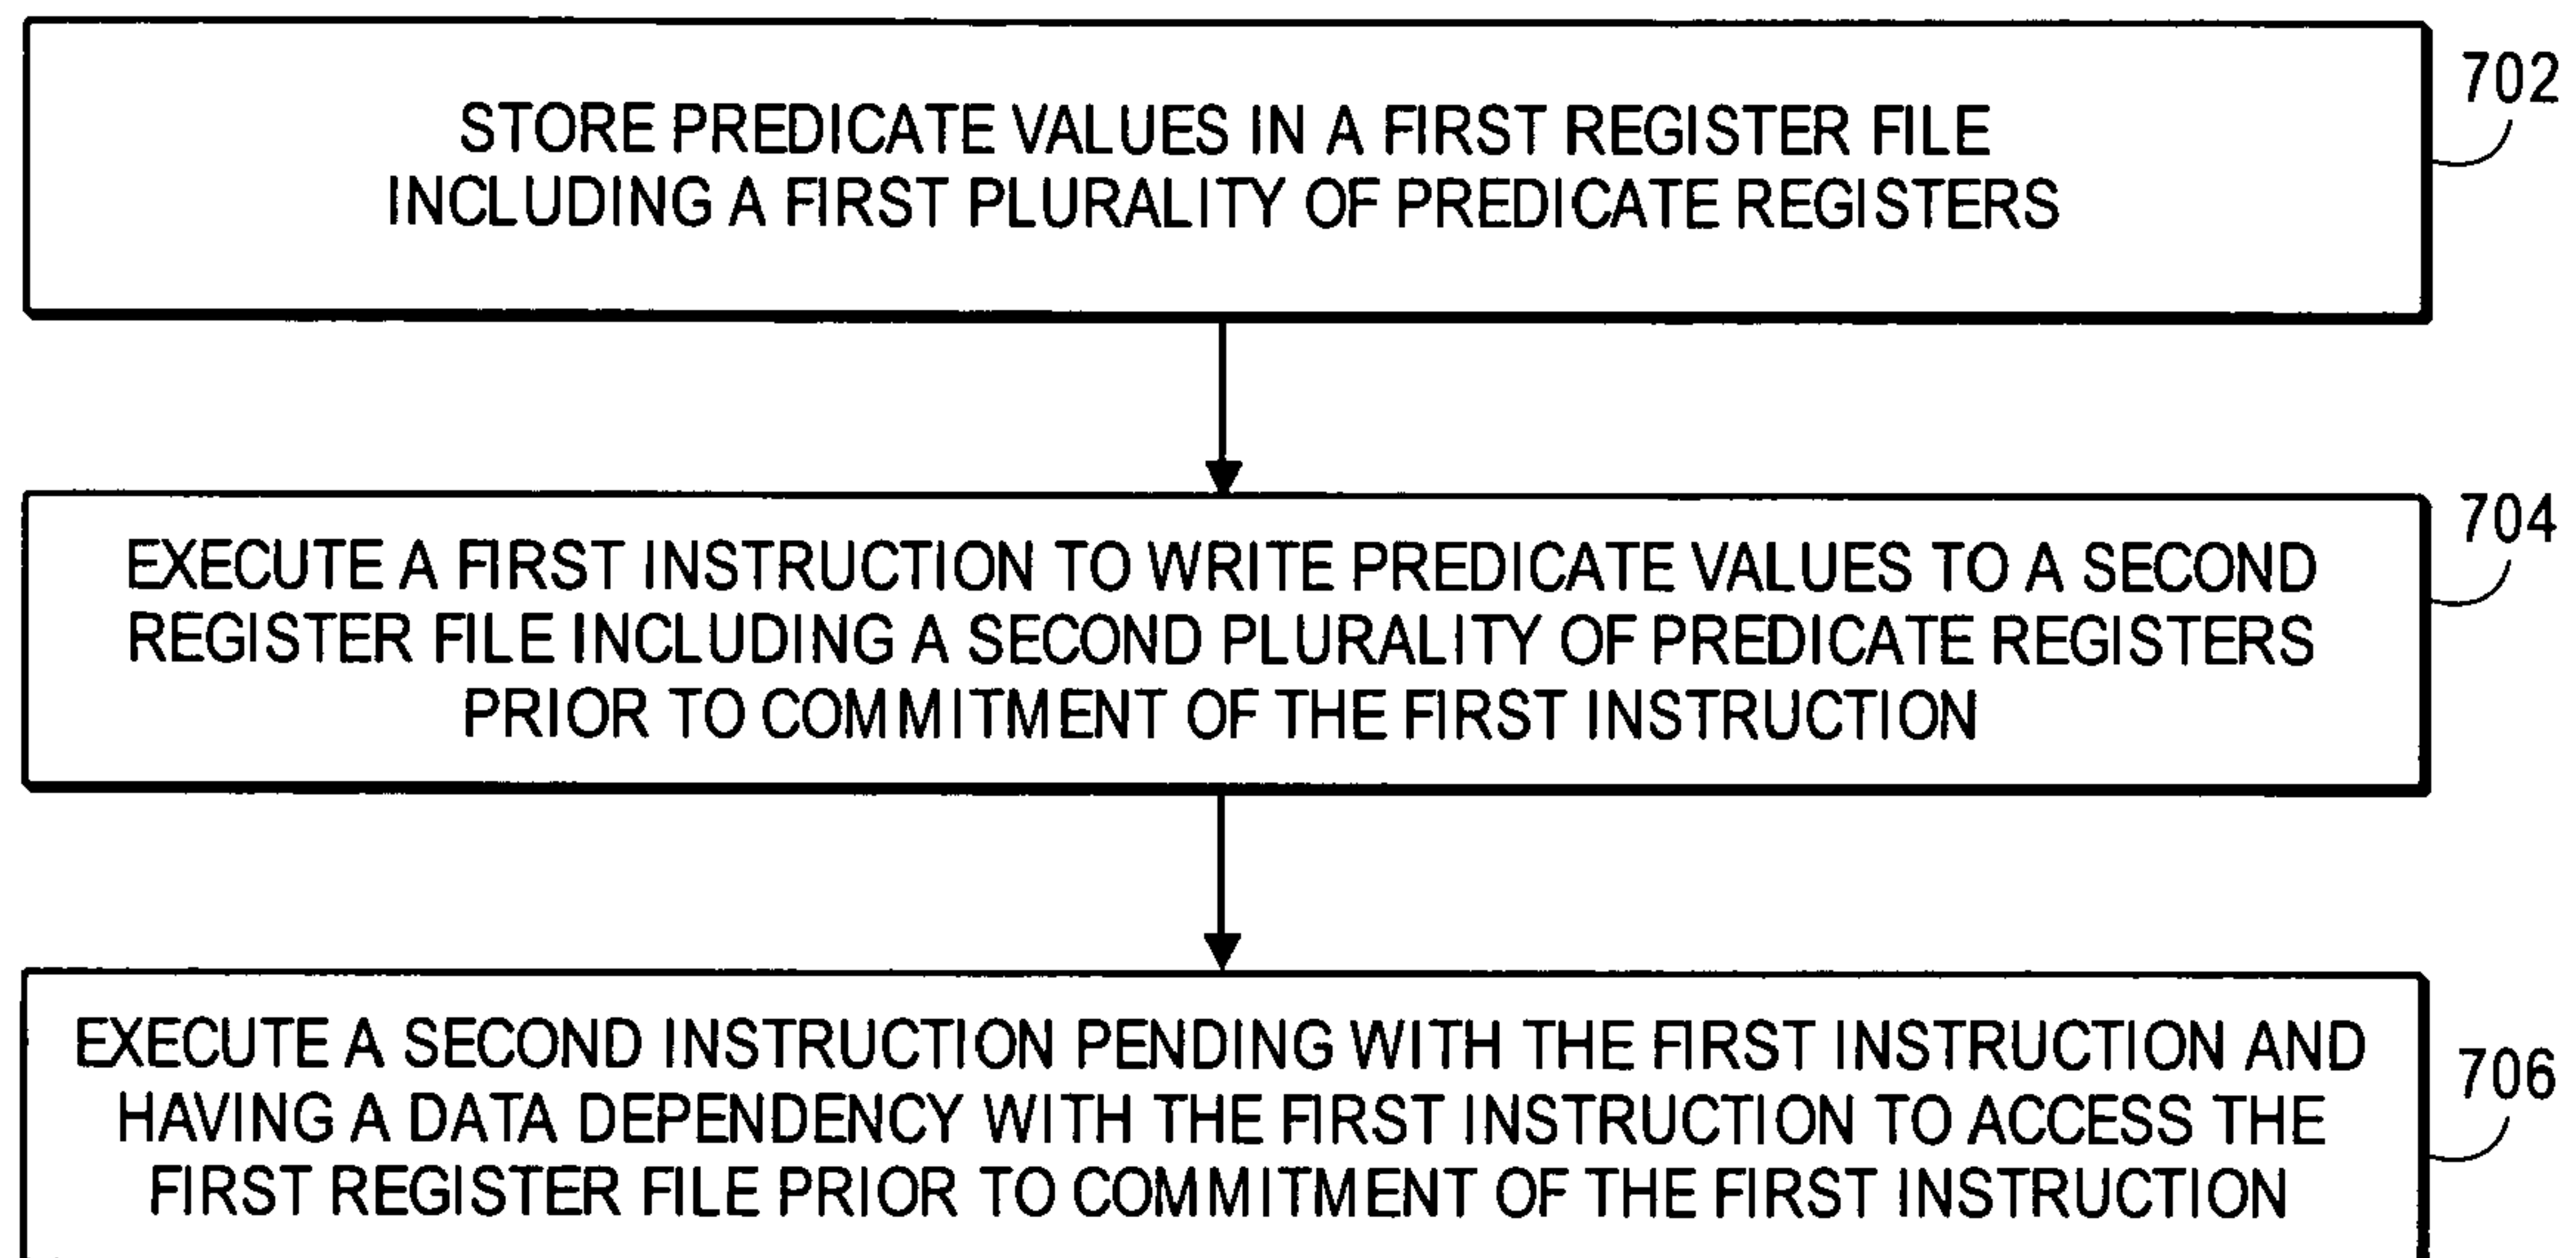 702
STORE PREDICATE VALUES IN A FIRST REGISTER FILE
INCLUDING A FIRST PLURALITY OF PREDICATE REGISTERS
704
EXECUTE A FIRST INSTRUCTION TO WRITE PREDICATE VALUES TO A SECOND
REGISTER FILE INCLUDING A SECOND PLURALITY OF PREDICATE REGISTERS
PRIOR TO COMMITMENT OF THE FIRST INSTRUCTION
706
EXECUTE A SECOND INSTRUCTION PENDING WITH THE FIRST INSTRUCTION AND
HAVING A DATA DEPENDENCY WITH THE FIRST INSTRUCTION TO ACCESS THE
FIRST REGISTER FILE PRIOR TO COMMITMENT OF THE FIRST INSTRUCTION